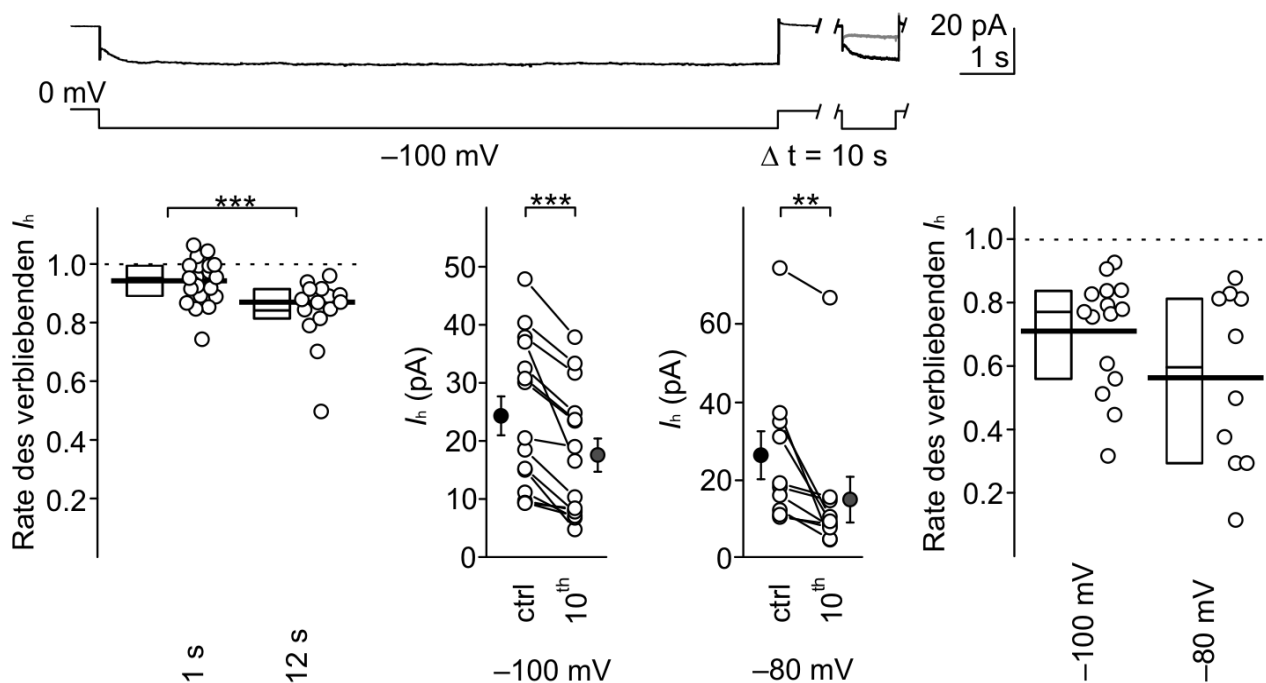 20 pA
1 s
0 mV
–100 mV
Δ t = 10 s
Rate des verbliebenden Ih
***
1.0
0.8
0.6
0.4
0.2
1 s
12 s
Ih (pA)
***
50
40
30
20
10
0
ctrl
10th
–100 mV
Ih (pA)
**
60
40
20
0
ctrl
10th
–80 mV
Rate des verbliebenden Ih
1.0
0.8
0.6
0.4
0.2
–100 mV
–80 mV